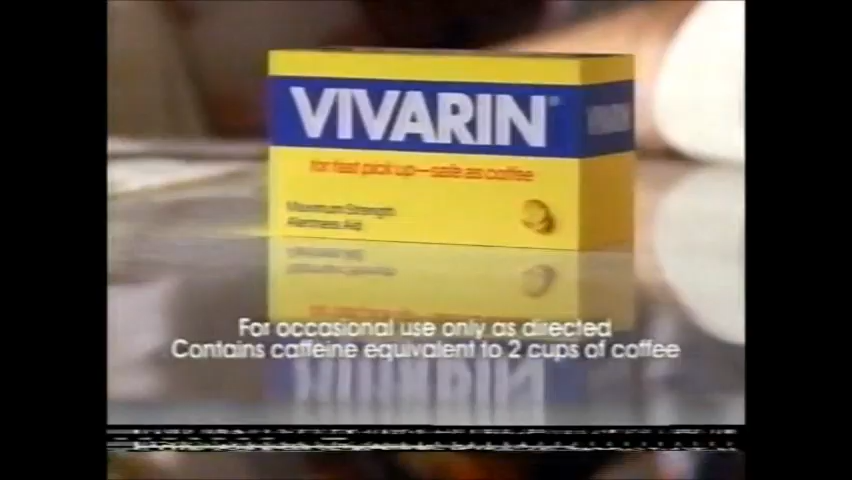 VIVARIN
for fast pick up—safe as coffee
Maximum Strength
Alertness Aid
For occasional use only as directed
Contains caffeine equivalent to 2 cups of coffee